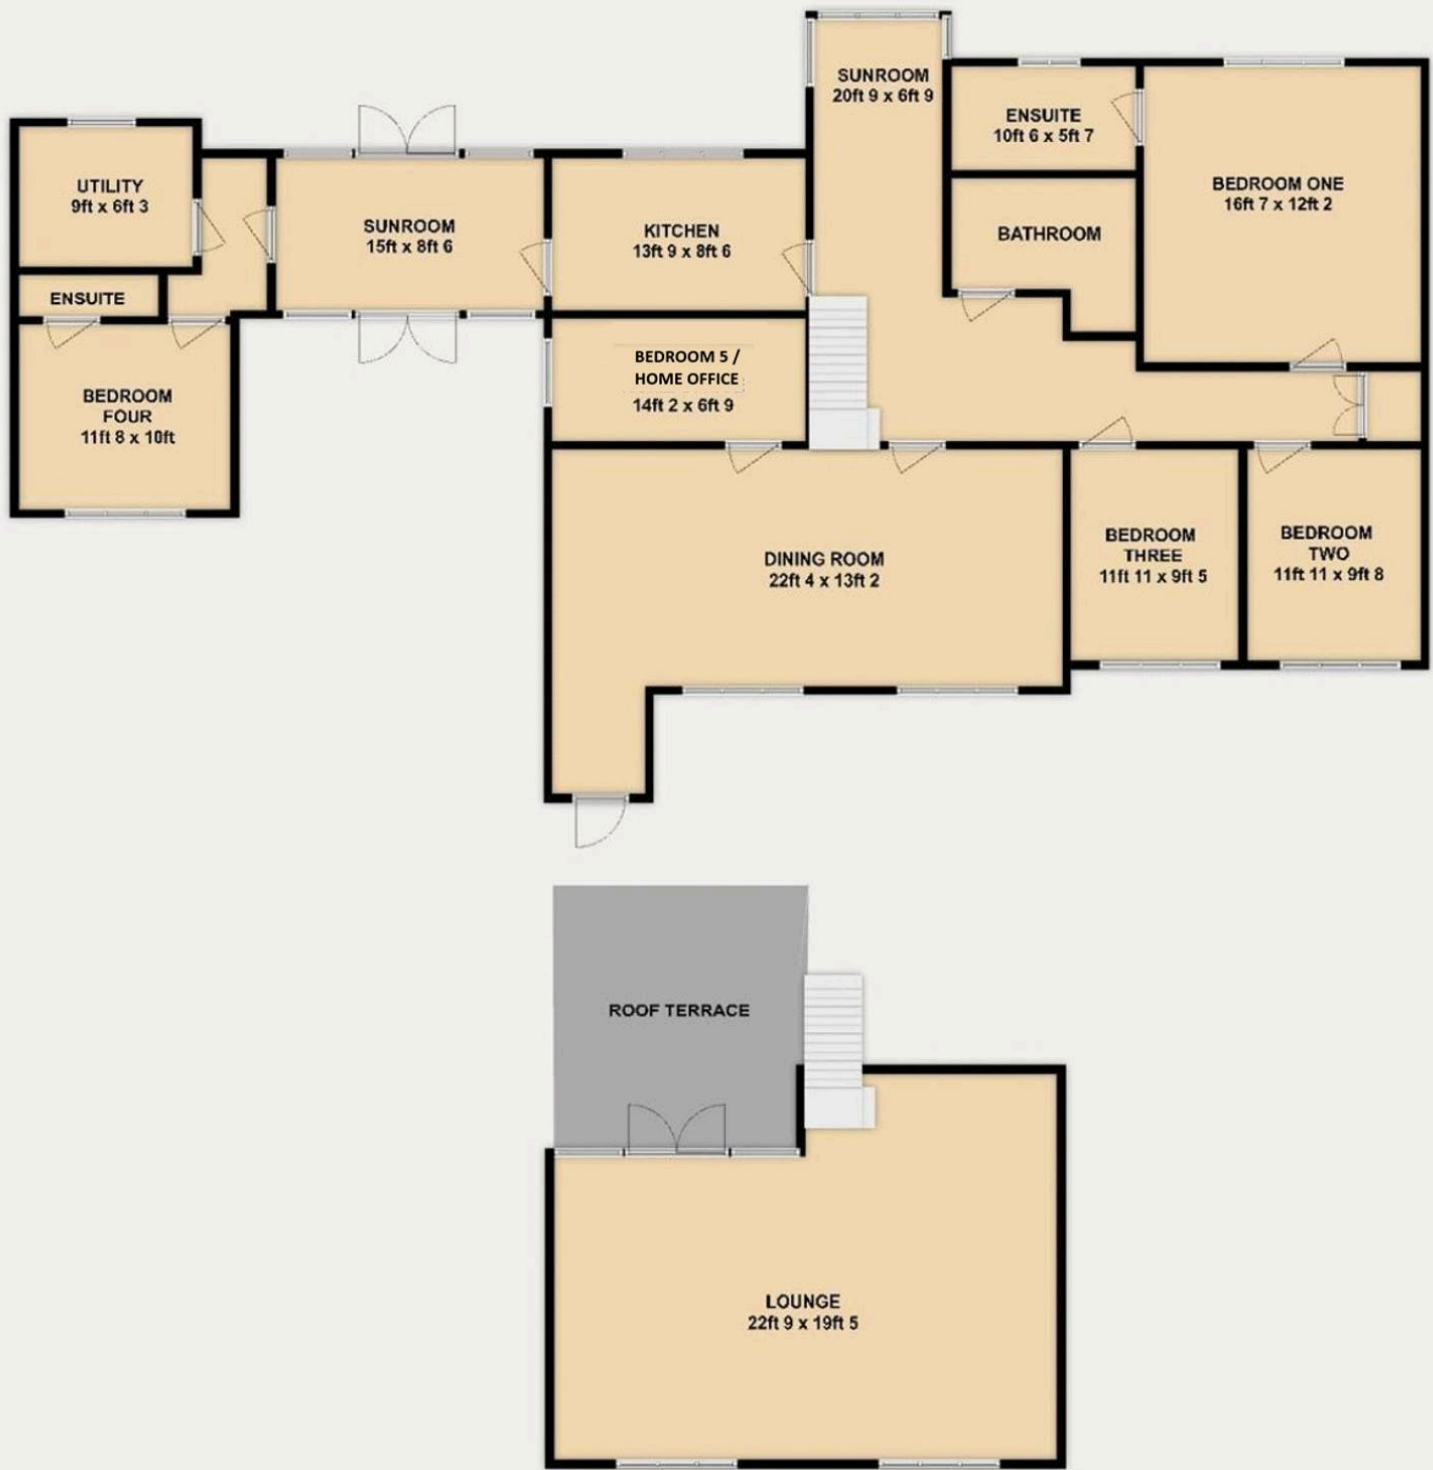 SUNROOM
20ft 9 x 6ft 9
ENSUITE
10ft 6 x 5ft 7
BEDROOM ONE
16ft 7 x 12ft 2
UTILITY
9ft x 6ft 3
SUNROOM
15ft x 8ft 6
KITCHEN
13ft 9 x 8ft 6
BATHROOM
ENSUITE
BEDROOM
FOUR
11ft 8 x 10ft
BEDROOM 5 /
HOME OFFICE
14ft 2 x 6ft 9
DINING ROOM
22ft 4 x 13ft 2
BEDROOM
THREE
11ft 11 x 9ft 5
BEDROOM
TWO
11ft 11 x 9ft 8
ROOF TERRACE
LOUNGE
22ft 9 x 19ft 5